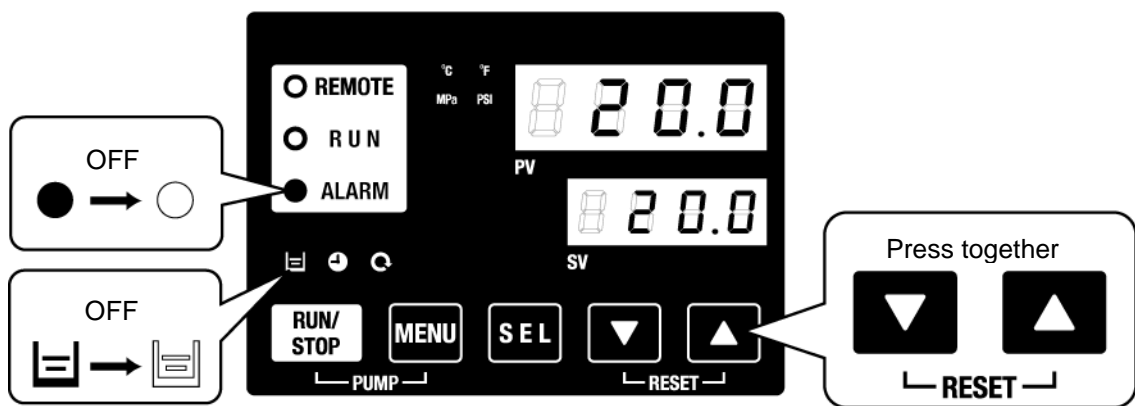 REMOTE
RUN
ALARM
°C °F
MPa PSI
20.0
PV
20.0
SV
OFF
OFF
RUN/
STOP
MENU
SEL
PUMP
RESET
Press together
RESET